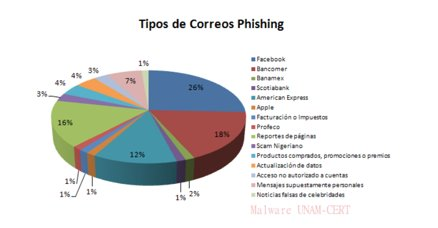 Tipos de Correos Phishing
1%
3%
7%
4%
4%
3%
26%
16%
18%
12%
1%
1%
1%
1%
2%
Facebook
Bancomer
Banamex
Scotiabank
American Express
Apple
Facturación o Impuestos
Profeco
Reportes de páginas
Scam Nigeriano
Productos comprados, promociones o premios
Actualización de datos
Acceso no autorizado a cuentas
Mensajes supuestamente personales
Noticias falsas de celebridades
Malware UNAM-CERT